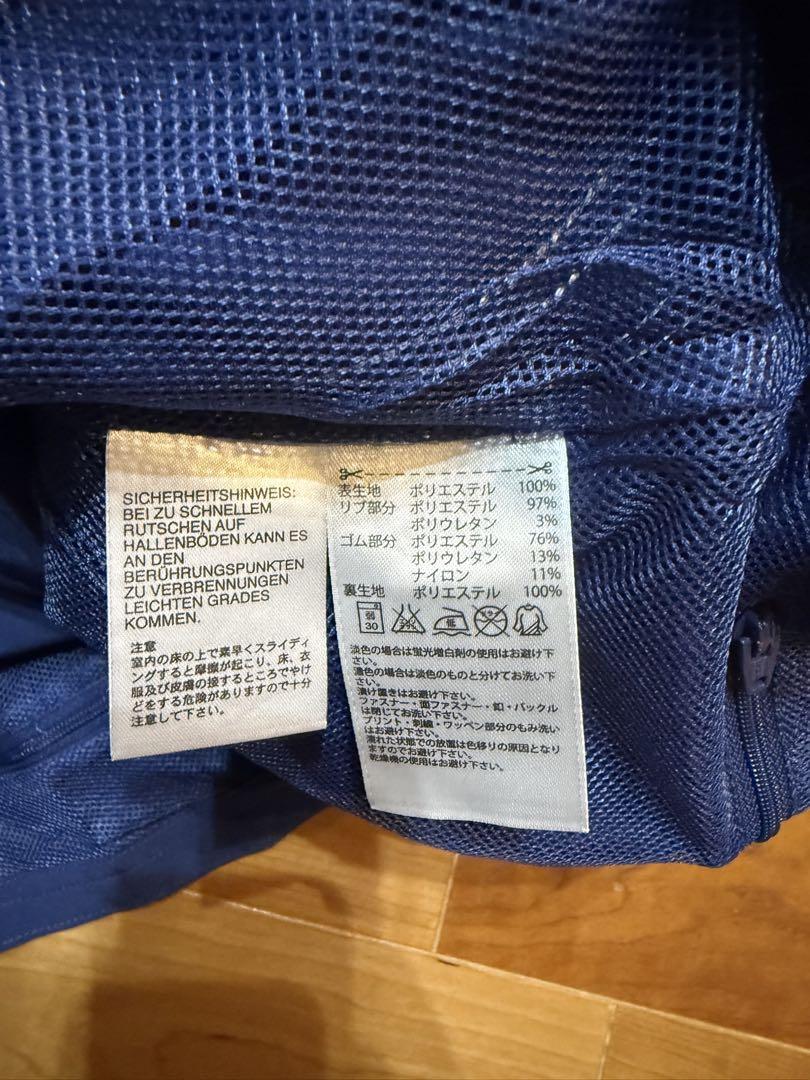 SICHERHEITSHINWEIS:
BEI ZU SCHNELLEM
RUTSCHEN AUF
HALLENBÖDEN KANN ES
AN DEN
BERÜHRUNGSPUNKTEN
ZU VERBRENNUNGEN
LEICHTEN GRADES
KOMMEN.
注意
室内の床の上で素早くスライディ
ングすると摩擦が起こり、床、衣
服及び皮膚の接するところでやけ
どをする危険がありますので十分
注意して下さい。
表生地 ポリエステル 100%
リブ部分 ポリエステル 97%
ポリウレタン 3%
ゴム部分 ポリエステル 76%
ポリウレタン 13%
ナイロン 11%
裏生地 ポリエステル 100%
弱 30 低
淡色の場合は蛍光増白剤の使用はお避け下
さい。
濃色の場合は淡色のものと分けてお洗い下
さい。
漬け置きはお避け下さい。
ファスナー・面ファスナー・釦・バックル
は閉じてお洗い下さい。
プリント・刺繍・ワッペン部分のもみ洗い
はお避け下さい。
濡れた状態での放置は色移りの原因となり
ますのでお避け下さい。
乾燥機の使用はお避け下さい。